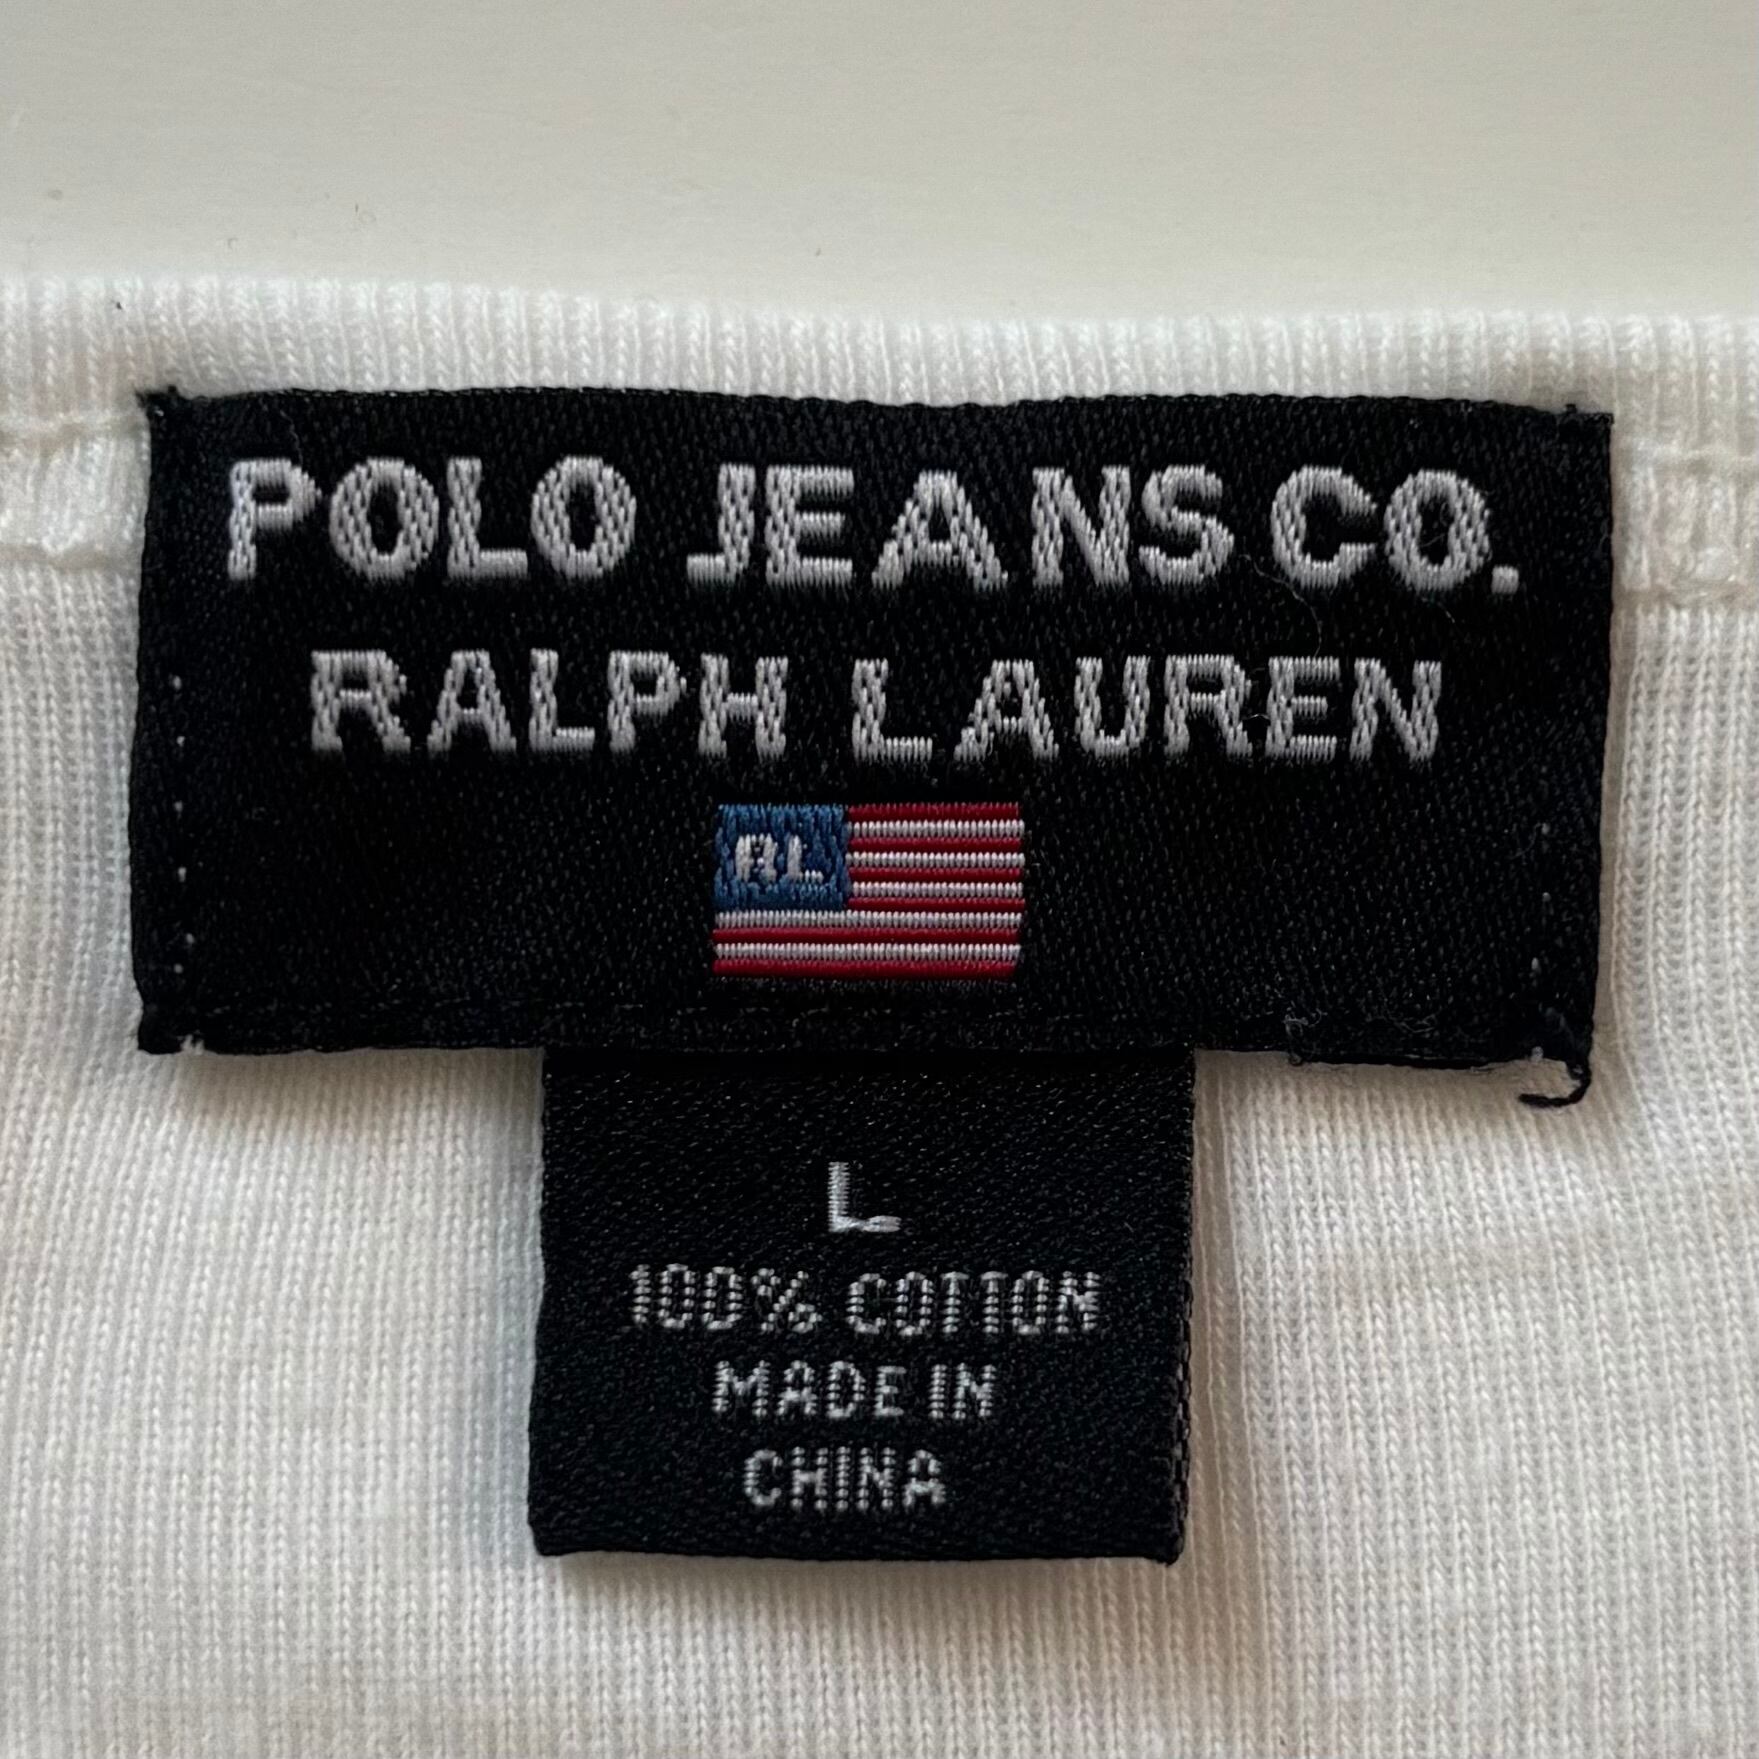 POLO JEANS CO.
RALPH LAUREN
RL
L
100% COTTON
MADE IN
CHINA